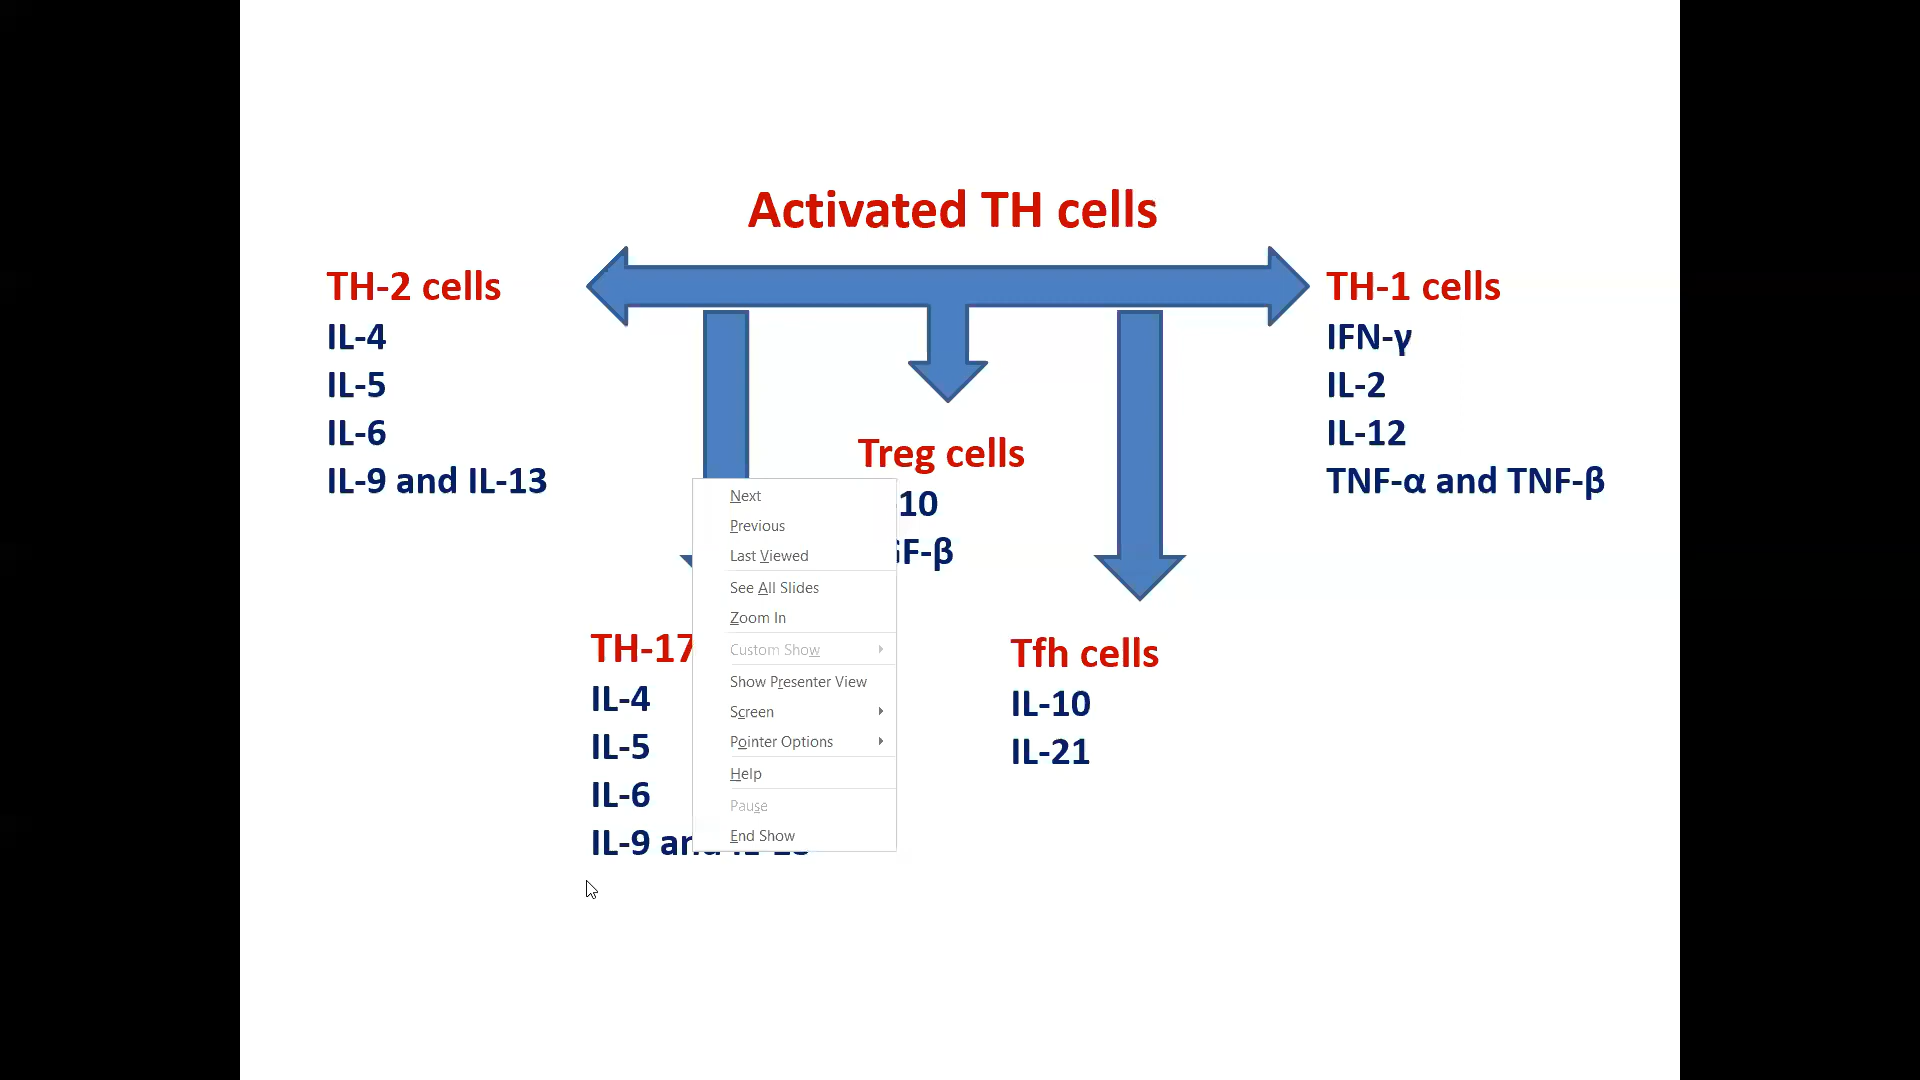 Activated TH cells
TH-2 cells
IL-4
IL-5
IL-6
IL-9 and IL-13
TH-1 cells
IFN-γ
IL-2
IL-12
TNF-α and TNF-β
Treg cells
10
F-β
TH-17
IL-4
IL-5
IL-6
IL-9
Tfh cells
IL-10
IL-21
Next
Previous
Last Viewed
See All Slides
Zoom In
Custom Show
Show Presenter View
Screen
Pointer Options
Help
Pause
End Show